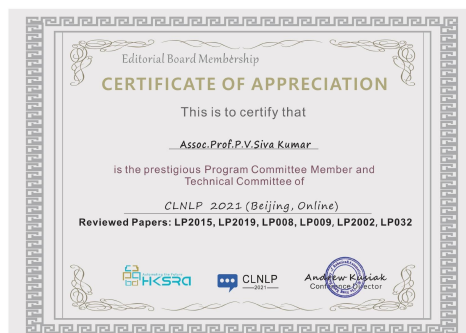 Editorial Board Membership
CERTIFICATE OF APPRECIATION
This is to certify that
Assoc.Prof.P.V.Siva Kumar
is the prestigious Program Committee Member and
Technical Committee of
CLNLP 2021 (Beijing, Online)
Reviewed Papers: LP2015, LP2019, LP008, LP009, LP2002, LP032
HKSRA
CLNLP
2021
Andrew Kusiak
Conference Director